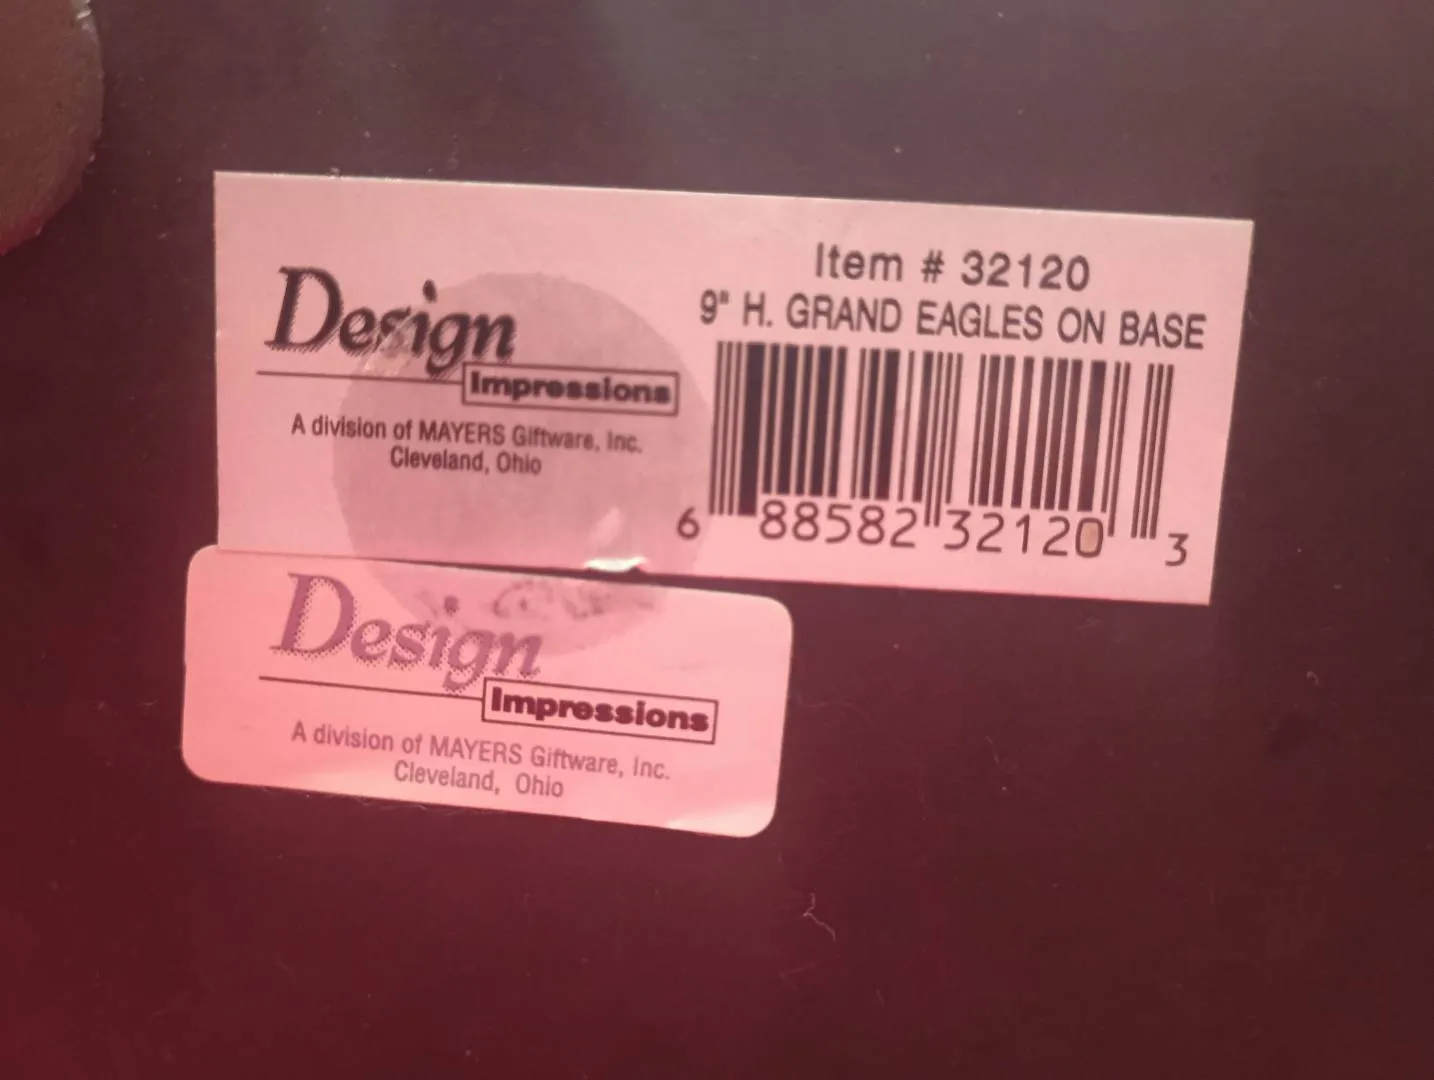 Design
Impressions
A division of MAYERS Giftware, Inc.
Cleveland, Ohio
Item # 32120
9" H. GRAND EAGLES ON BASE
6 88582 32120 3
Design
Impressions
A division of MAYERS Giftware, Inc.
Cleveland, Ohio